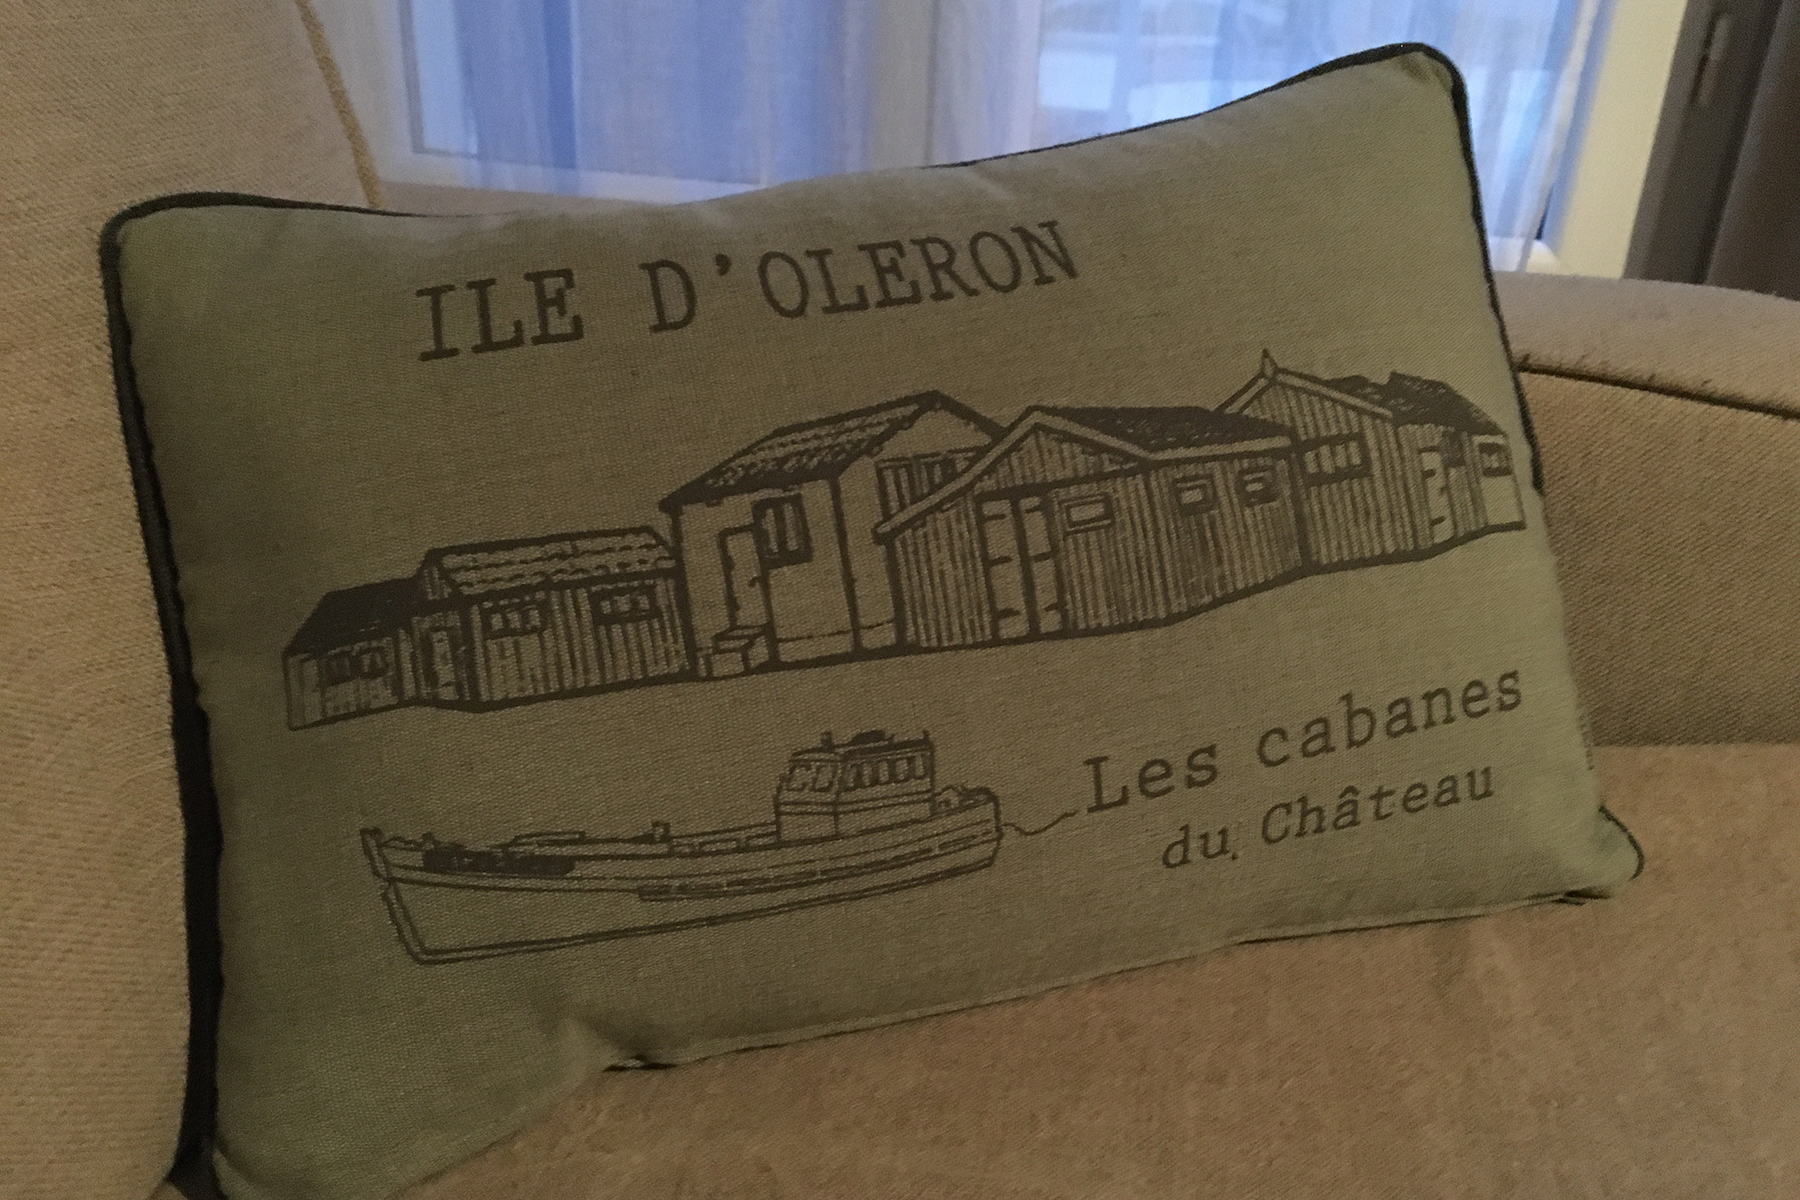 ILE D'OLERON
Les cabanes
du Château